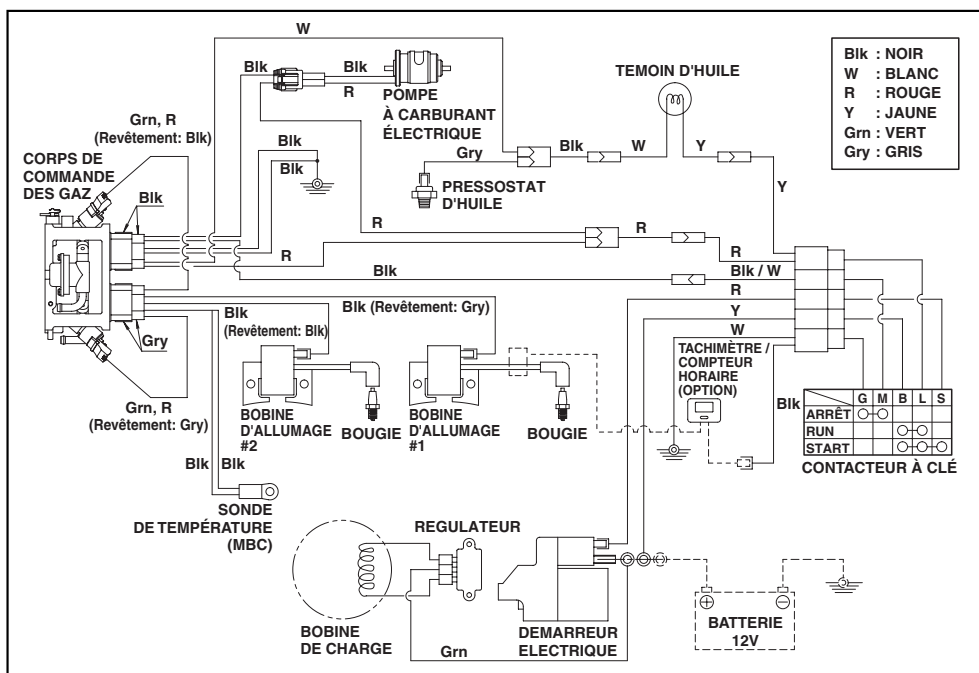 W
Blk
Blk
R
POMPE
À CARBURANT
ÉLECTRIQUE
TEMOIN D'HUILE
Blk : NOIR
W : BLANC
R : ROUGE
Y : JAUNE
Grn : VERT
Gry : GRIS
Grn, R
(Revêtement: Blk)
CORPS DE
COMMANDE
DES GAZ
Blk
Blk
Blk
Gry
Blk
W
Y
PRESSOSTAT
D'HUILE
Y
R
R
R
R
Blk
Blk / W
R
Y
W
Blk
(Revêtement: Blk)
Blk (Revêtement: Gry)
Gry
Grn, R
(Revêtement: Gry)
BOBINE
D'ALLUMAGE
#2
BOUGIE
BOBINE
D'ALLUMAGE
#1
BOUGIE
TACHIMÈTRE /
COMPTEUR
HORAIRE
(OPTION)
Blk
G M B L S
ARRÊT
RUN
START
CONTACTEUR À CLÉ
Blk
Blk
SONDE
DE TEMPÉRATURE
(MBC)
REGULATEUR
BOBINE
DE CHARGE
Grn
DEMARREUR
ELECTRIQUE
BATTERIE
12V